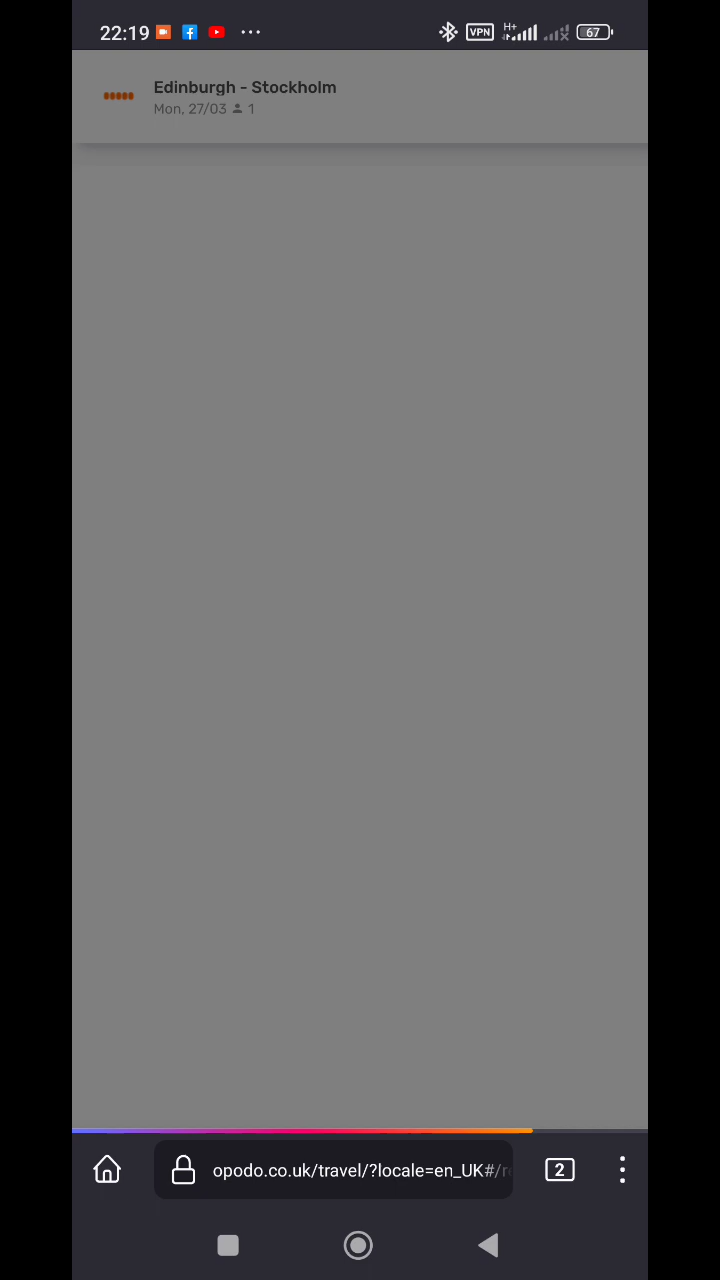 22:19
VPN
H+
67
Edinburgh - Stockholm
Mon, 27/03 1
opodo.co.uk/travel/?locale=en_UK#/r
2